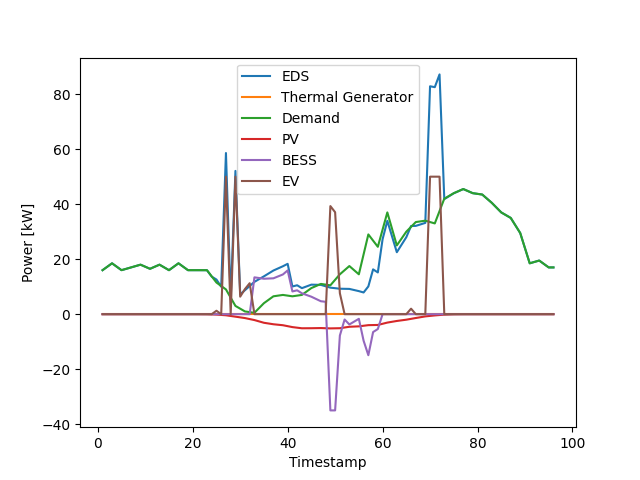 EDS
Thermal Generator
Demand
PV
BESS
EV
Power [kW]
80
60
40
20
0
−20
−40
0 20 40 60 80 100
Timestamp